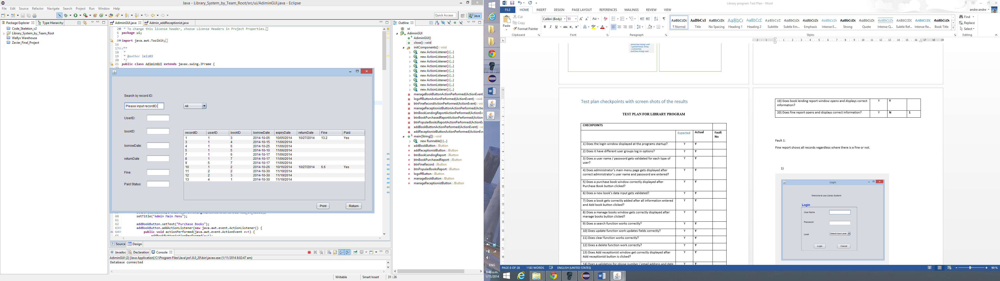 Java - Library_System_by_Team_Root/src/ui/AdiminGUI.java - Eclipse
File Edit Source Refactor Navigate Search Project Run Window Help
Quick Access
Java
Package Explorer
Type Hierarchy
Code_Skeleton_v2
Library_System_by_Team_Root
Wallys Warehouse
Zavier_Final_Project
AdiminGUI.java
Admin_addReceptionist.java
2 * To change this license header, choose License Headers in Project Properties.
6 package ui;
7
8 import java.awt.Toolkit;
16
17 /**
18 *
19 * @author leiz03
20 */
21 public class AdiminGUI extends javax.swing.JFrame {
Search by record ID:
Please input recordID:
All
UserID:
bookID:
borrowDate:
returnDate
Fine:
Paid Status:
recordID userID bookID borrowDate expiryDate returnDate Fine Paid
1 1 3 2014-10-05 10/05/2014 10/27/2014 13.2 Yes
3 1 4 2014-10-15 11/06/2014
4 1 6 2014-10-25 11/06/2014
5 1 5 2014-10-10 11/06/2014
7 1 6 2014-10-17 11/06/2014
8 1 7 2014-10-17 11/06/2014
9 5 7 2014-10-17 11/06/2014
10 1 2 2014-10-26 10/16/2014 10/27/2014 6.6 Yes
11 2 2 2014-10-30 11/19/2014
12 2 3 2014-10-30 11/19/2014
13 4 1 2014-10-30 11/19/2014
Print
Return
60 setTitle("Admin Main Menu");
61
62 addBookButton.setText("Purchase Books");
63 addBookButton.addActionListener(new java.awt.event.ActionListener() {
64 public void actionPerformed(java.awt.event.ActionEvent evt) {
65 addBookButtonActionPerformed(evt);
Source
Design
Javadoc
Declaration
Console
AdiminGUI (2) [Java Application] C:\Program Files\Java\jre1.8.0_20\bin\javaw.exe (1/11/2014 8:02:47 am)
Database connected
Writable
Smart Insert
31 : 26
Outline
ui
AdiminGUI
AdiminGUI()
close() : void
initComponents() : void
new ActionListener() {...}
new ActionListener() {...}
new ActionListener() {...}
new ActionListener() {...}
new ActionListener() {...}
new ActionListener() {...}
new ActionListener() {...}
new ActionListener() {...}
new ActionListener() {...}
manageBookButtonActionPerformed(ActionEvent)
logoffButtonActionPerformed(ActionEvent) : void
btnFineRecordActionPerformed(ActionEvent) : voi
manageReceptionistButtonActionPerformed(Action
btnBookLendingReportActionPerformed(ActionEv
btnBookPurchasedReportActionPerformed(Action
btnPopularBooksReportActionPerformed(ActionEv
addBookButtonActionPerformed(ActionEvent) : vo
addReceptionistButtonActionPerformed(ActionEve
main(String[]) : void
new Runnable() {...}
addBookButton : JButton
addReceptionistButton : JButton
btnBookLendingReport : JButton
btnBookPurchasedReport : JButton
btnFineRecord : JButton
btnPopularBooksReport : JButton
logoffButton : JButton
manageBookButton : JButton
manageReceptionistButton : JButton
ENG
8:46 a.m.
1/11/2014
Library program Test Plan - Word
FILE HOME INSERT DESIGN PAGE LAYOUT REFERENCES MAILINGS REVIEW VIEW
andre andre
Paste
Cut
Copy
Format Painter
Clipboard
Calibri (Body) 11
Font
Paragraph
¶ Normal Title No Spacing Heading 1 Heading 2 Subtitle Subtle Em... Emphasis Intense E... Strong Quote Intense Q... Subtle Ref... Intense Re... Book Title
Styles
Find
Replace
Select
Editing
Test plan checkpoints with screen shots of the results
TEST PLAN FOR LIBRARY PROGRAM
CHECKPOINTS
Expected Actual Fault No
1) Does the login window displayed at the programs startup? Y Y
2) Does it have different user groups log in options? Y Y
3) Does a user name / password gets validated for each type of user? Y Y
4) Does administrator's main menu page gets displayed after correct administrator's user name and password are entered? Y Y
5) Does a purchase book window correctly displayed after Purchase Book button clicked? Y Y
6) Does a new book's data input gets validated? Y Y
7) Does a book gets correctly added after all information entered and Add book button clicked? Y Y
8) Does a manage books window gets correctly displayed after manage books button clicked? Y Y
9) Does a search function works correctly? Y Y
10) Does update function work updates fields correctly? Y Y
11) Does clear function works correctly? Y Y
12) Does a delete function work correctly? Y Y
13) Does Add receptionist window get correctly displayed after Add receptionist button is clicked? Y Y
14) Does a validation for phone number / email address and date Y Y
19) Does book lending report window opens and displays correct information? Y Y
20) Does fine report opens and displays correct information? Y N 1
Fault 1:
Fine report shows all records regardless where there is a fine or not.
1)
Login
Welcome to use Library System!
Login
User Name
Password
Level
Select User Level
Login
Cancel
PAGE 8 OF 28 1183 WORDS ENGLISH (UNITED STATES)
90 %